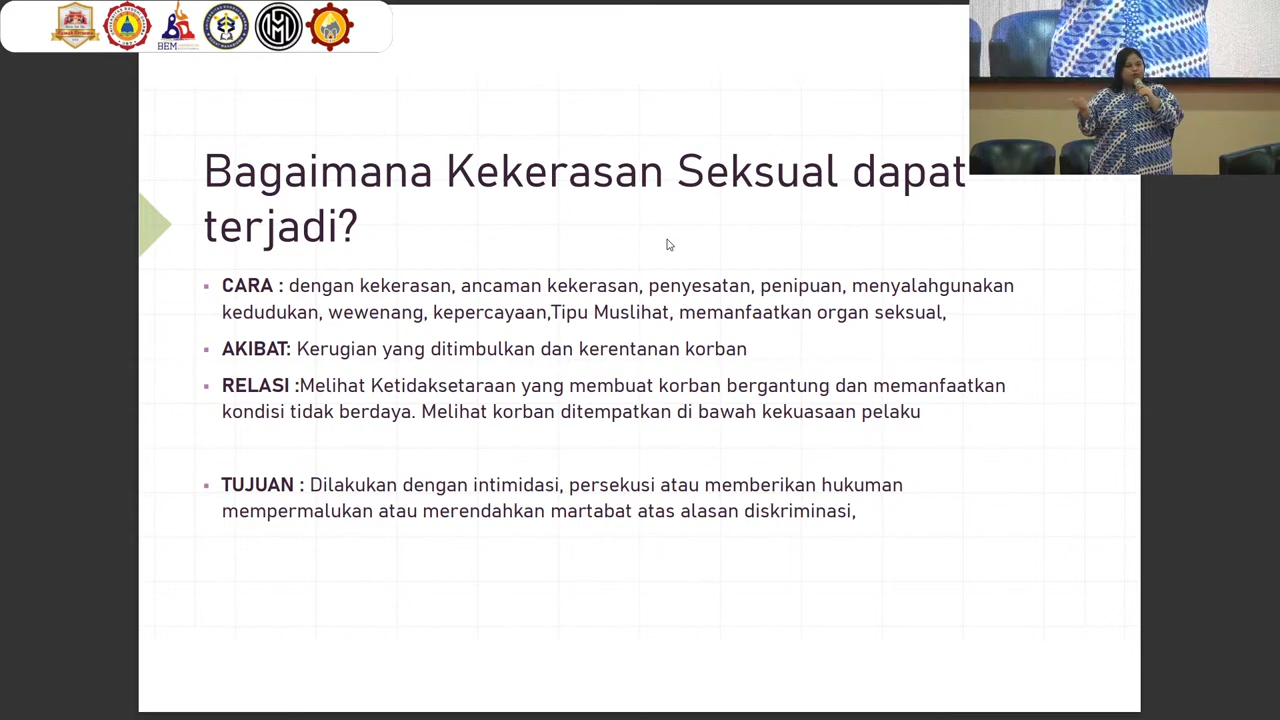 BEM
Bagaimana Kekerasan Seksual dapat
terjadi?
CARA : dengan kekerasan, ancaman kekerasan, penyesatan, penipuan, menyalahgunakan
kedudukan, wewenang, kepercayaan,Tipu Muslihat, memanfaatkan organ seksual,
AKIBAT: Kerugian yang ditimbulkan dan kerentanan korban
RELASI :Melihat Ketidaksetaraan yang membuat korban bergantung dan memanfaatkan
kondisi tidak berdaya. Melihat korban ditempatkan di bawah kekuasaan pelaku
TUJUAN : Dilakukan dengan intimidasi, persekusi atau memberikan hukuman
mempermalukan atau merendahkan martabat atas alasan diskriminasi,